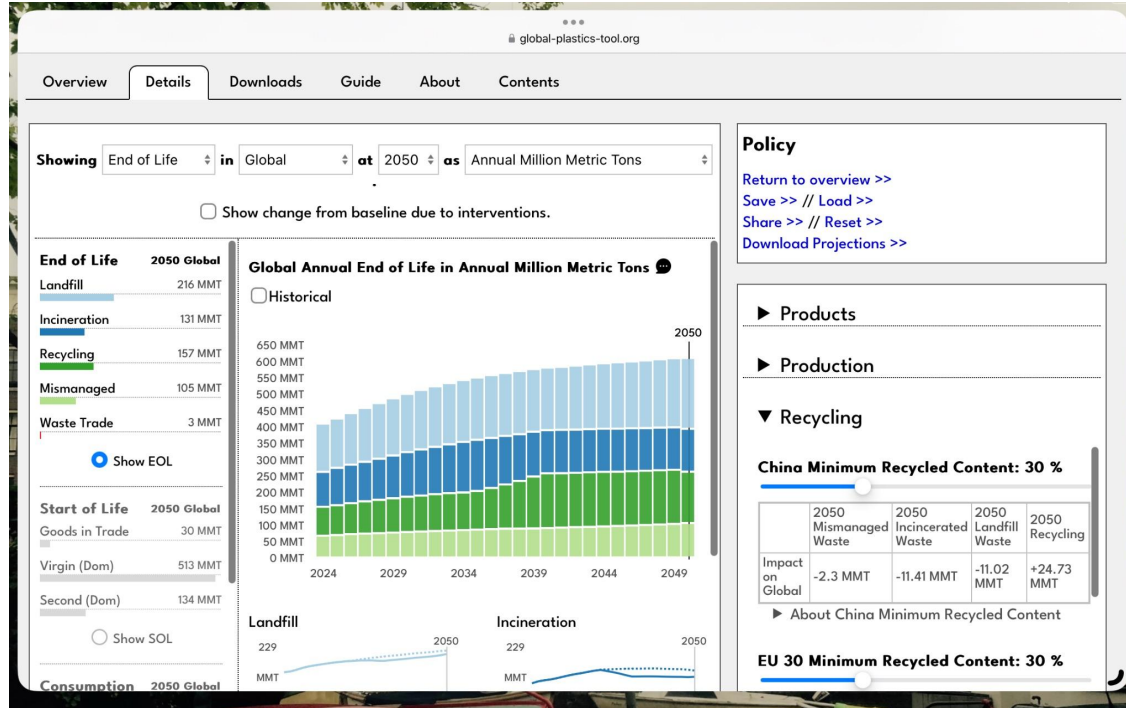 global-plastics-tool.org
Overview Details Downloads Guide About Contents
Showing End of Life in Global at 2050 as Annual Million Metric Tons
Show change from baseline due to interventions.
End of Life 2050 Global
Landfill 216 MMT
Incineration 131 MMT
Recycling 157 MMT
Mismanaged 105 MMT
Waste Trade 3 MMT
Show EOL
Start of Life 2050 Global
Goods in Trade 30 MMT
Virgin (Dom) 513 MMT
Second (Dom) 134 MMT
Show SOL
Consumption 2050 Global
Global Annual End of Life in Annual Million Metric Tons
Historical
2050
650 MMT
600 MMT
550 MMT
500 MMT
450 MMT
400 MMT
350 MMT
300 MMT
250 MMT
200 MMT
150 MMT
100 MMT
50 MMT
0 MMT
2024 2029 2034 2039 2044 2049
Landfill
2050
229
MMT
Incineration
2050
229
MMT
Policy
Return to overview >>
Save >> // Load >>
Share >> // Reset >>
Download Projections >>
Products
Production
Recycling
China Minimum Recycled Content: 30 %
2050 Mismanaged Waste 2050 Incincerated Waste 2050 Landfill Waste 2050 Recycling
Impact on Global -2.3 MMT -11.41 MMT -11.02 MMT +24.73 MMT
About China Minimum Recycled Content
EU 30 Minimum Recycled Content: 30 %